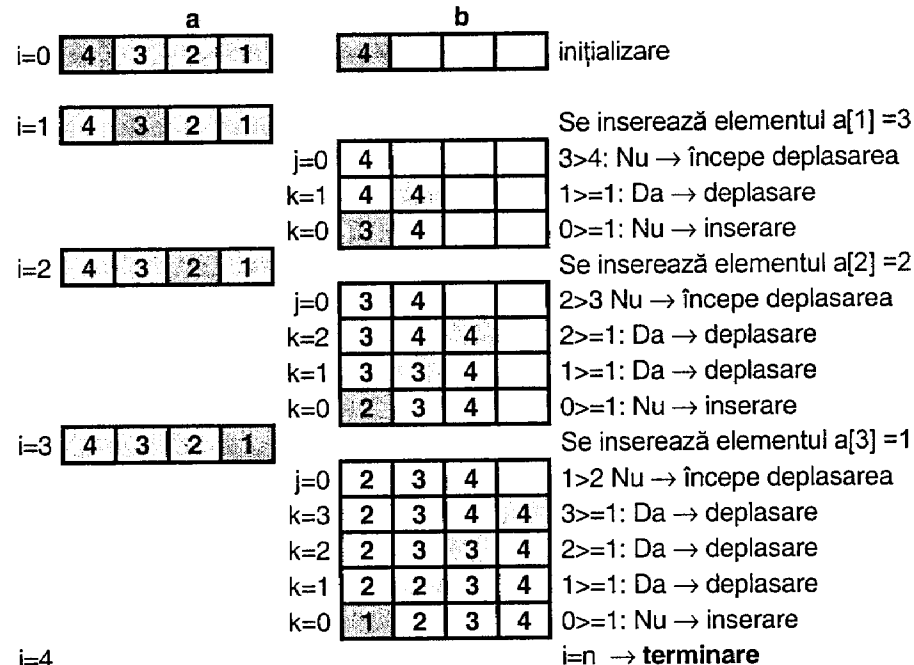 a b
i=0 4 3 2 1 4 inițializare
i=1 4 3 2 1 Se inserează elementul a[1] =3
j=0 4 3>4: Nu → începe deplasarea
k=1 4 4 1>=1: Da → deplasare
k=0 3 4 0>=1: Nu → inserare
i=2 4 3 2 1 Se inserează elementul a[2] =2
j=0 3 4 2>3 Nu → începe deplasarea
k=2 3 4 4 2>=1: Da → deplasare
k=1 3 3 4 1>=1: Da → deplasare
k=0 2 3 4 0>=1: Nu → inserare
i=3 4 3 2 1 Se inserează elementul a[3] =1
j=0 2 3 4 1>2 Nu → începe deplasarea
k=3 2 3 4 4 3>=1: Da → deplasare
k=2 2 3 3 4 2>=1: Da → deplasare
k=1 2 2 3 4 1>=1: Da → deplasare
k=0 1 2 3 4 0>=1: Nu → inserare
i=4 i=n → terminare